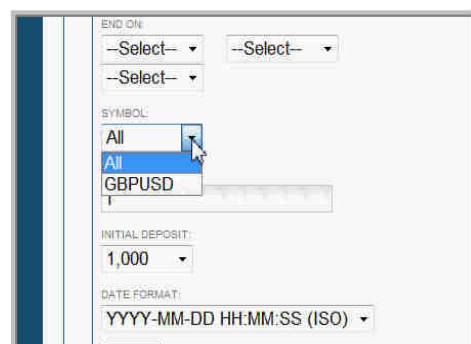 END ON:
--Select-- --Select--
--Select--
SYMBOL:
All
All
GBPUSD
1
INITIAL DEPOSIT:
1,000
DATE FORMAT:
YYYY-MM-DD HH:MM:SS (ISO)